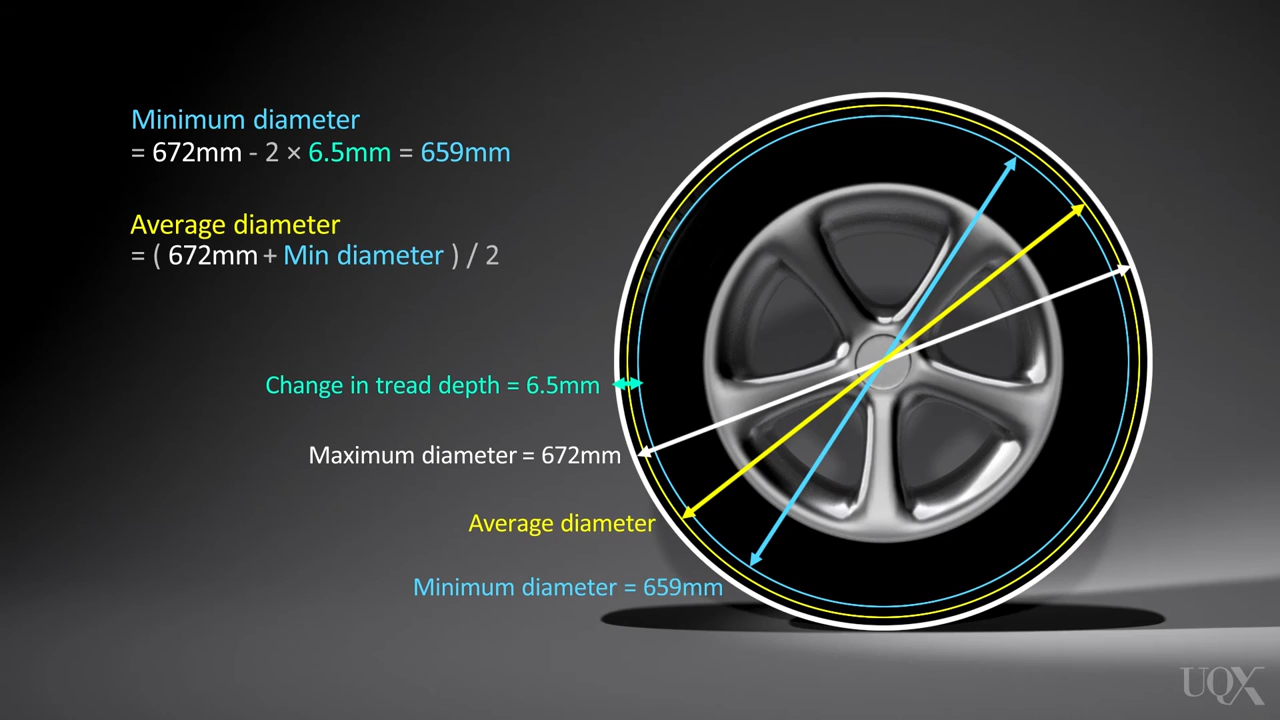 Minimum diameter
= 672mm - 2 × 6.5mm = 659mm
Average diameter
= ( 672mm + Min diameter ) / 2
Change in tread depth = 6.5mm
Maximum diameter = 672mm
Average diameter
Minimum diameter = 659mm
UQX